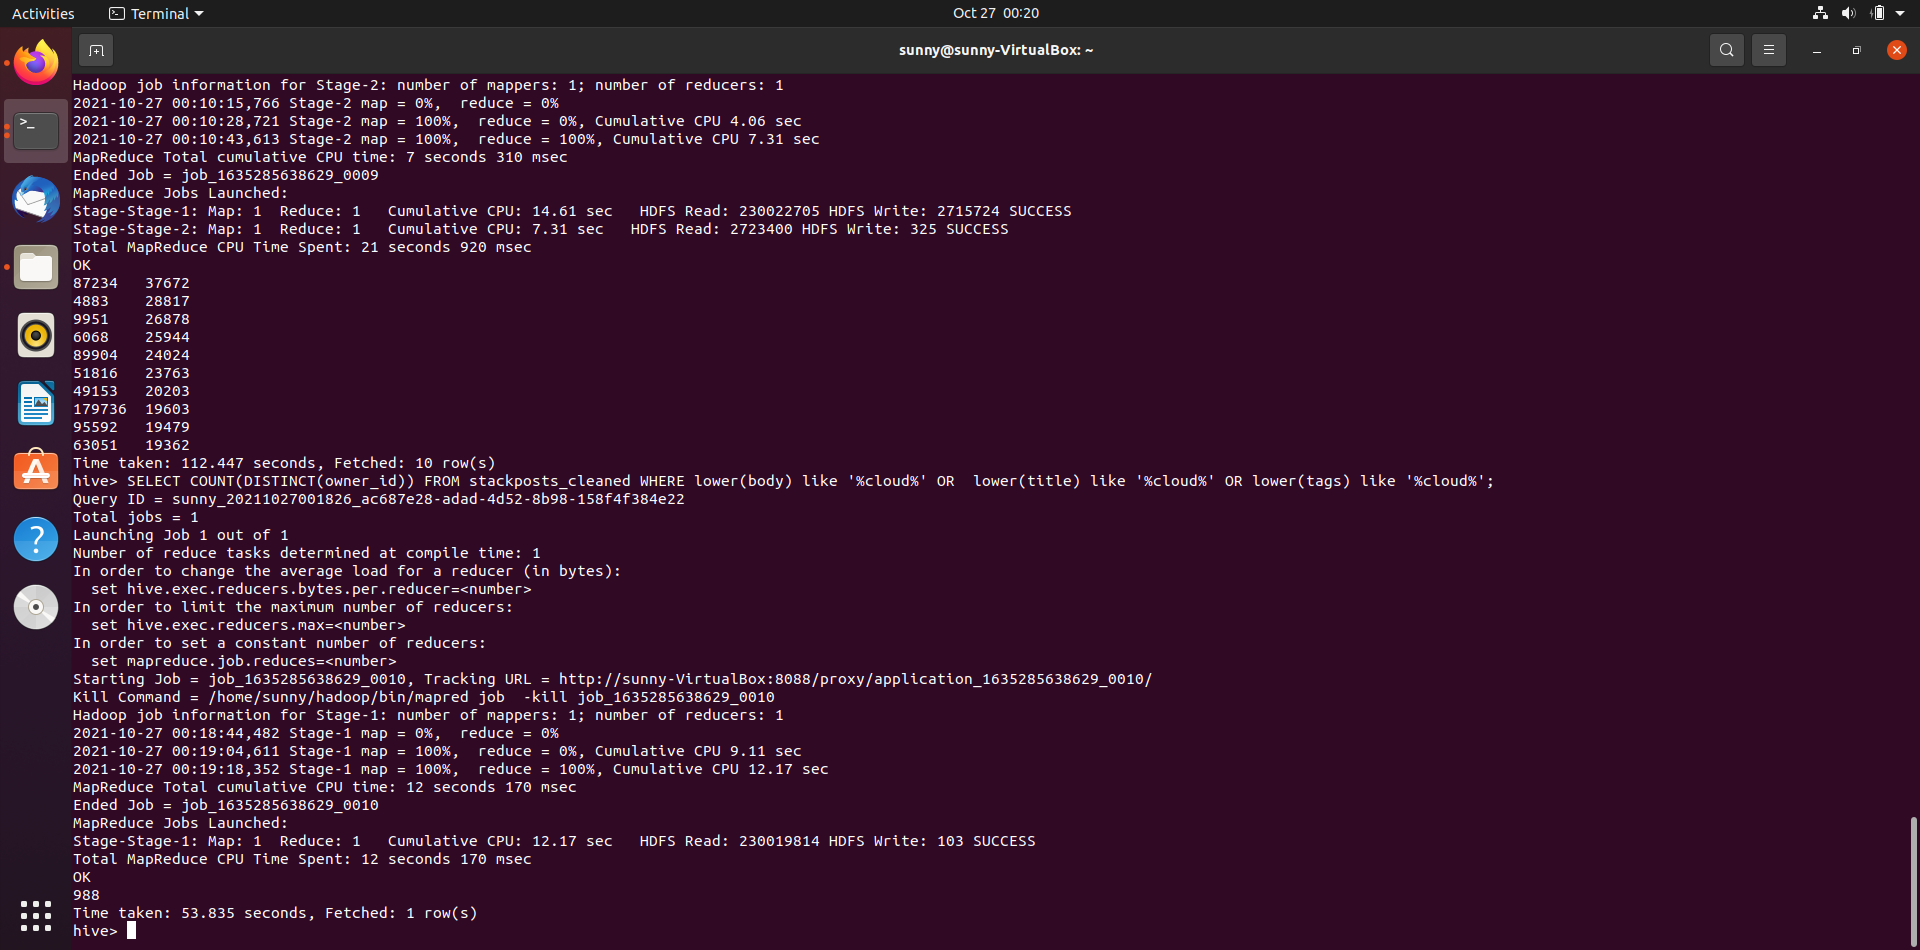 Activities Terminal Oct 27 00:20
sunny@sunny-VirtualBox: ~
Hadoop job information for Stage-2: number of mappers: 1; number of reducers: 1
2021-10-27 00:10:15,766 Stage-2 map = 0%,  reduce = 0%
2021-10-27 00:10:28,721 Stage-2 map = 100%,  reduce = 0%, Cumulative CPU 4.06 sec
2021-10-27 00:10:43,613 Stage-2 map = 100%,  reduce = 100%, Cumulative CPU 7.31 sec
MapReduce Total cumulative CPU time: 7 seconds 310 msec
Ended Job = job_1635285638629_0009
MapReduce Jobs Launched:
Stage-Stage-1: Map: 1  Reduce: 1   Cumulative CPU: 14.61 sec   HDFS Read: 230022705 HDFS Write: 2715724 SUCCESS
Stage-Stage-2: Map: 1  Reduce: 1   Cumulative CPU: 7.31 sec   HDFS Read: 2723400 HDFS Write: 325 SUCCESS
Total MapReduce CPU Time Spent: 21 seconds 920 msec
OK
87234   37672
4883    28817
9951    26878
6068    25944
89904   24024
51816   23763
49153   20203
179736  19603
95592   19479
63051   19362
Time taken: 112.447 seconds, Fetched: 10 row(s)
hive> SELECT COUNT(DISTINCT(owner_id)) FROM stackposts_cleaned WHERE lower(body) like '%cloud%' OR  lower(title) like '%cloud%' OR lower(tags) like '%cloud%';
Query ID = sunny_20211027001826_ac687e28-adad-4d52-8b98-158f4f384e22
Total jobs = 1
Launching Job 1 out of 1
Number of reduce tasks determined at compile time: 1
In order to change the average load for a reducer (in bytes):
  set hive.exec.reducers.bytes.per.reducer=<number>
In order to limit the maximum number of reducers:
  set hive.exec.reducers.max=<number>
In order to set a constant number of reducers:
  set mapreduce.job.reduces=<number>
Starting Job = job_1635285638629_0010, Tracking URL = http://sunny-VirtualBox:8088/proxy/application_1635285638629_0010/
Kill Command = /home/sunny/hadoop/bin/mapred job  -kill job_1635285638629_0010
Hadoop job information for Stage-1: number of mappers: 1; number of reducers: 1
2021-10-27 00:18:44,482 Stage-1 map = 0%,  reduce = 0%
2021-10-27 00:19:04,611 Stage-1 map = 100%,  reduce = 0%, Cumulative CPU 9.11 sec
2021-10-27 00:19:18,352 Stage-1 map = 100%,  reduce = 100%, Cumulative CPU 12.17 sec
MapReduce Total cumulative CPU time: 12 seconds 170 msec
Ended Job = job_1635285638629_0010
MapReduce Jobs Launched:
Stage-Stage-1: Map: 1  Reduce: 1   Cumulative CPU: 12.17 sec   HDFS Read: 230019814 HDFS Write: 103 SUCCESS
Total MapReduce CPU Time Spent: 12 seconds 170 msec
OK
988
Time taken: 53.835 seconds, Fetched: 1 row(s)
hive>